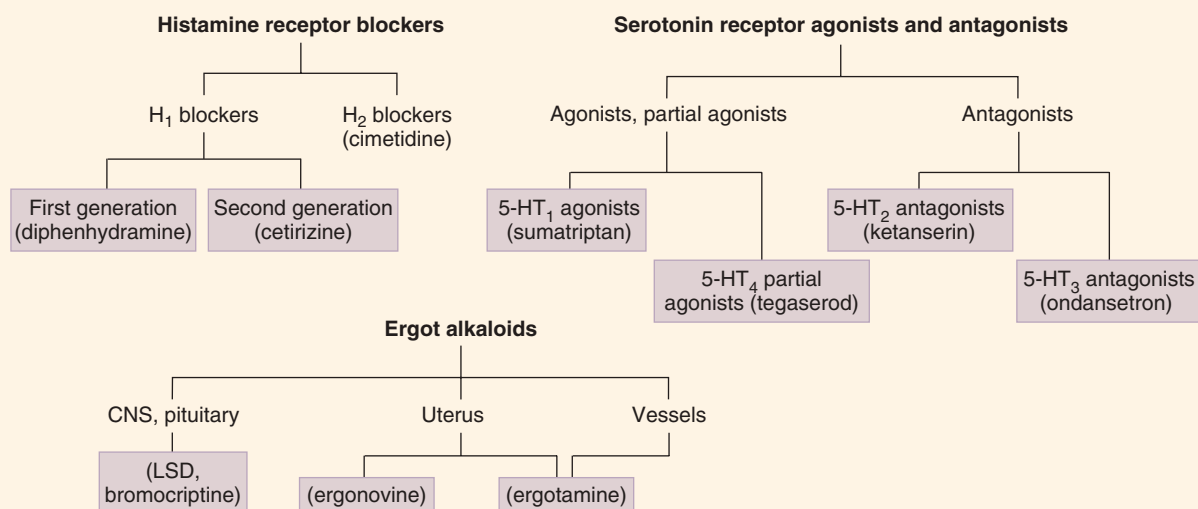 Histamine receptor blockers
H₁ blockers
H₂ blockers
(cimetidine)
First generation
(diphenhydramine)
Second generation
(cetirizine)
Serotonin receptor agonists and antagonists
Agonists, partial agonists
Antagonists
5-HT₁ agonists
(sumatriptan)
5-HT₄ partial
agonists (tegaserod)
5-HT₂ antagonists
(ketanserin)
5-HT₃ antagonists
(ondansetron)
Ergot alkaloids
CNS, pituitary
Uterus
Vessels
(LSD,
bromocriptine)
(ergonovine)
(ergotamine)